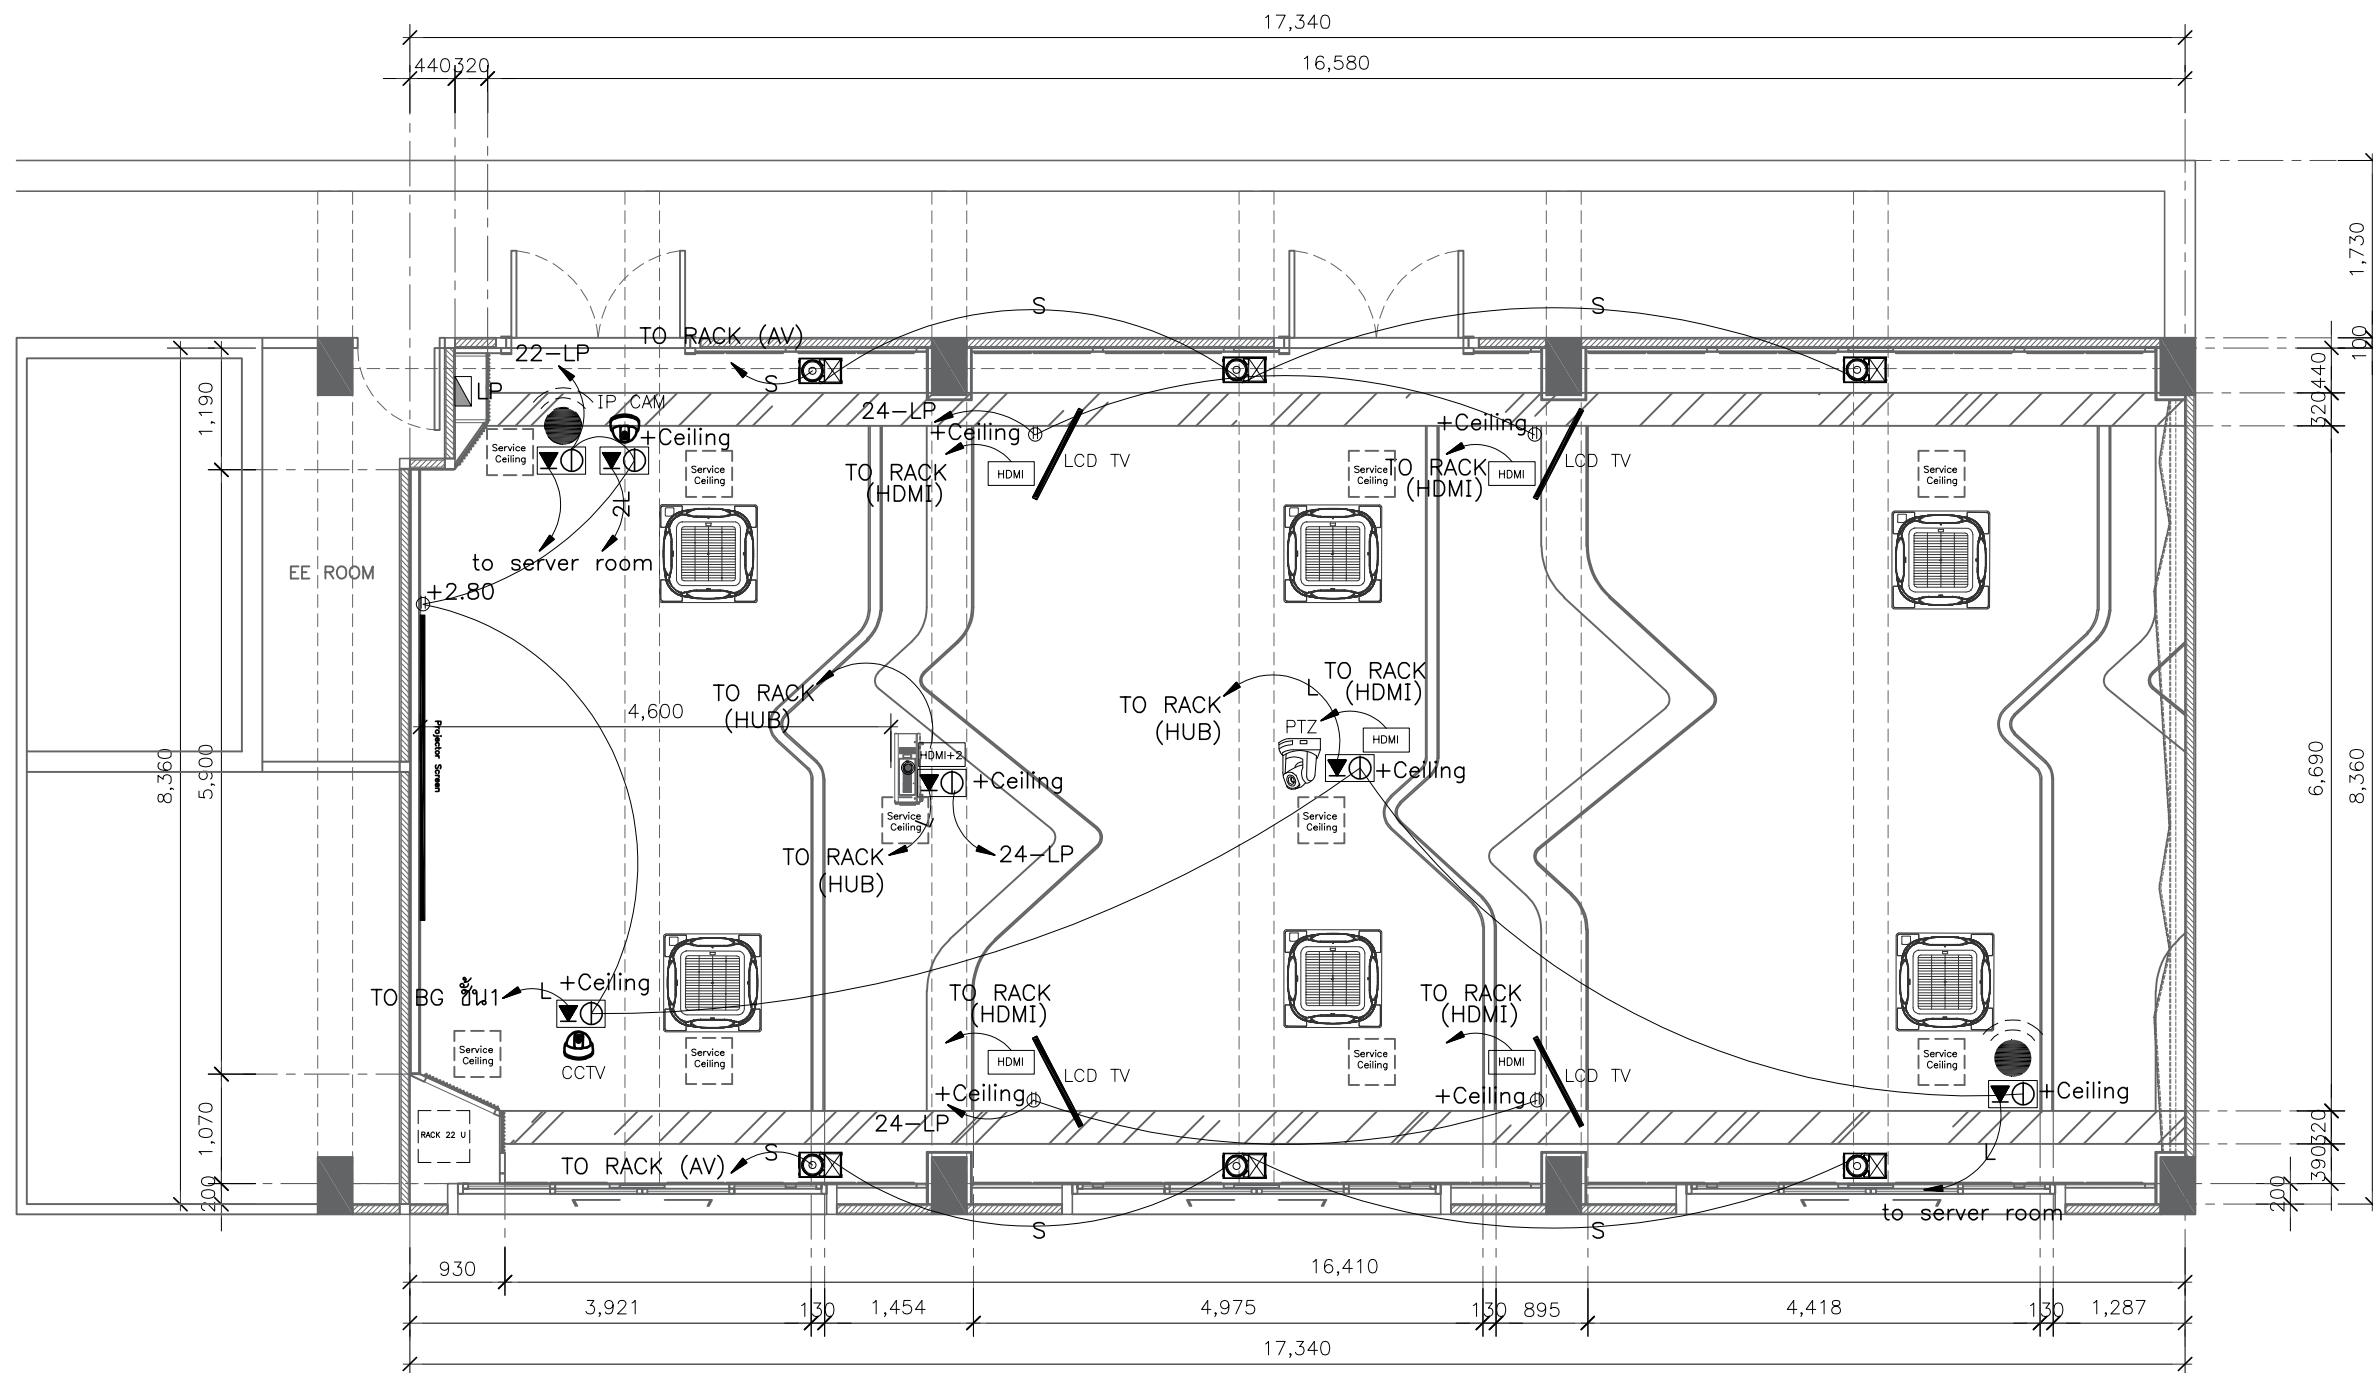 17,340
440
320
16,580
1,730
100
440
320
TO RACK (AV)
S
S
S
22-LP
LP
IP CAM
+Ceiling
Service
Ceiling
Service
Ceiling
2L
to server room
EE ROOM
+2.80
1,190
8,360
5,900
1,070
200
24-LP
+Ceiling
TO RACK
(HDMI)
HDMI
LCD TV
+Ceiling
Service
Ceiling
TO RACK
(HDMI)
HDMI
LCD TV
Service
Ceiling
Projector Screen
4,600
TO RACK
(HUB)
HDMI+2
+Ceiling
Service
Ceiling
L
TO RACK
(HUB)
24-LP
TO RACK
(HUB)
L
TO RACK
(HDMI)
PTZ
HDMI
+Ceiling
Service
Ceiling
6,690
8,360
TO BG ชั้น1
L
+Ceiling
CCTV
Service
Ceiling
Service
Ceiling
RACK 22 U
TO RACK
(HDMI)
HDMI
LCD TV
+Ceiling
24-LP
Service
Ceiling
TO RACK
(HDMI)
HDMI
LCD TV
+Ceiling
Service
Ceiling
+Ceiling
L
to server room
TO RACK (AV)
S
S
S
320
390
200
930
16,410
3,921
130
1,454
4,975
130
895
4,418
130
1,287
17,340